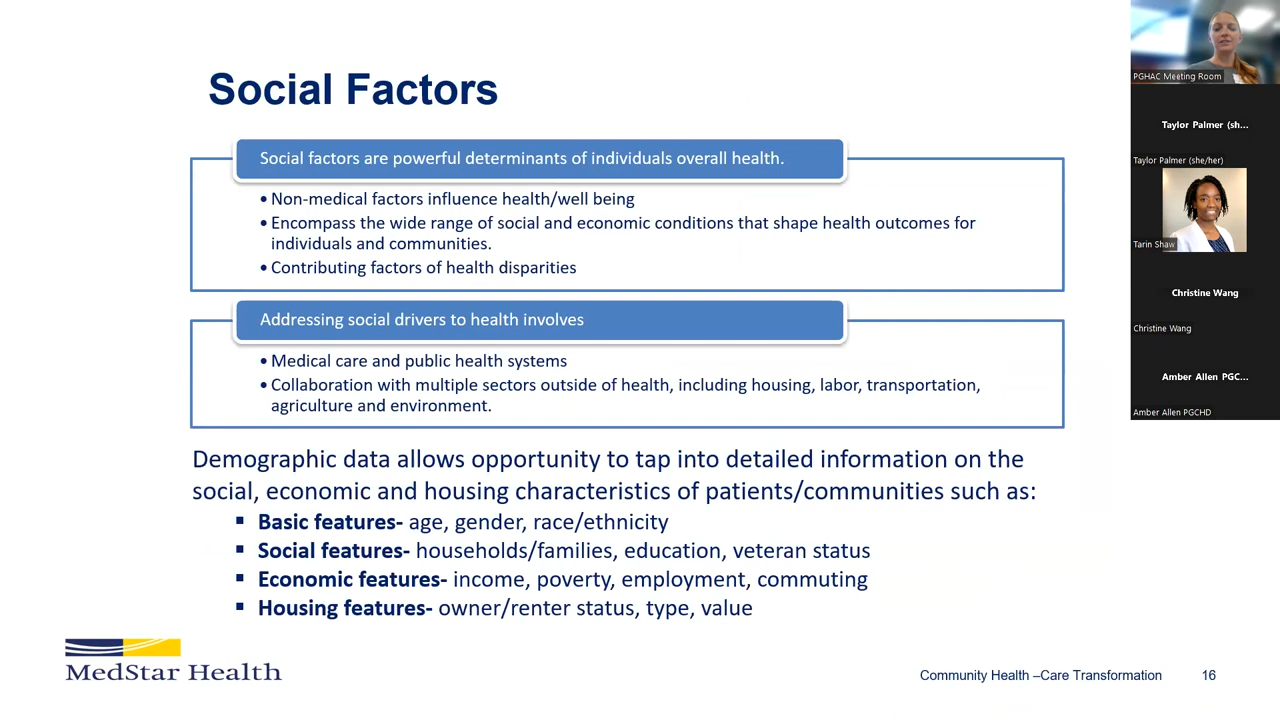 Social Factors
Social factors are powerful determinants of individuals overall health.
• Non-medical factors influence health/well being
• Encompass the wide range of social and economic conditions that shape health outcomes for
individuals and communities.
• Contributing factors of health disparities
Addressing social drivers to health involves
• Medical care and public health systems
• Collaboration with multiple sectors outside of health, including housing, labor, transportation,
agriculture and environment.
Demographic data allows opportunity to tap into detailed information on the
social, economic and housing characteristics of patients/communities such as:
▪ Basic features- age, gender, race/ethnicity
▪ Social features- households/families, education, veteran status
▪ Economic features- income, poverty, employment, commuting
▪ Housing features- owner/renter status, type, value
MedStar Health
Community Health –Care Transformation 16
PGHAC Meeting Room
Taylor Palmer (sh...
Taylor Palmer (she/her)
Tarin Shaw
Christine Wang
Christine Wang
Amber Allen PGC...
Amber Allen PGCHD